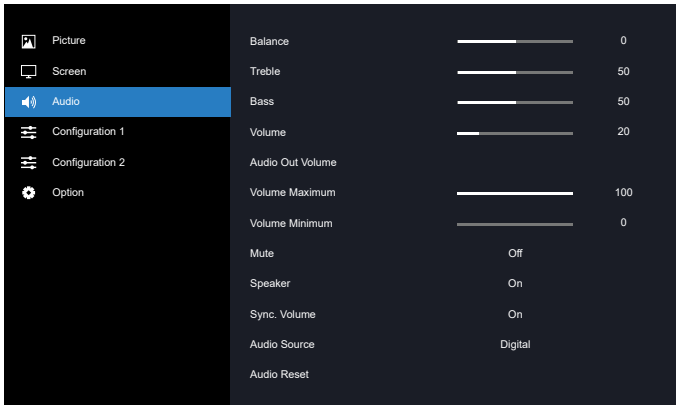 Picture
Screen
Audio
Configuration 1
Configuration 2
Option
Balance 0
Treble 50
Bass 50
Volume 20
Audio Out Volume
Volume Maximum 100
Volume Minimum 0
Mute Off
Speaker On
Sync. Volume On
Audio Source Digital
Audio Reset